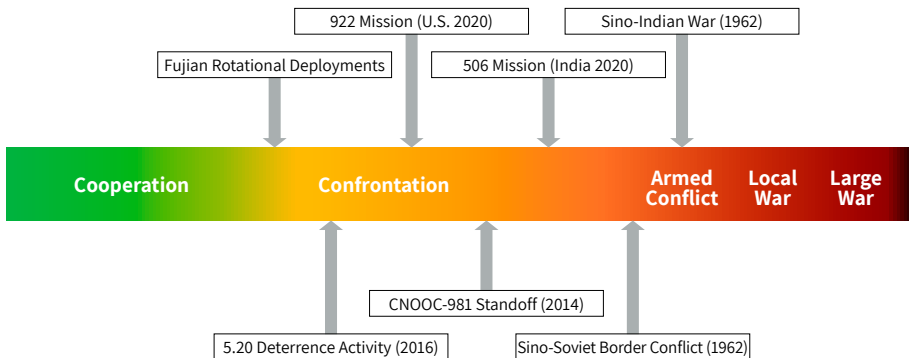 922 Mission (U.S. 2020)
Sino-Indian War (1962)
Fujian Rotational Deployments
506 Mission (India 2020)
Cooperation
Confrontation
Armed
Conflict
Local
War
Large
War
CNOOC-981 Standoff (2014)
5.20 Deterrence Activity (2016)
Sino-Soviet Border Conflict (1962)